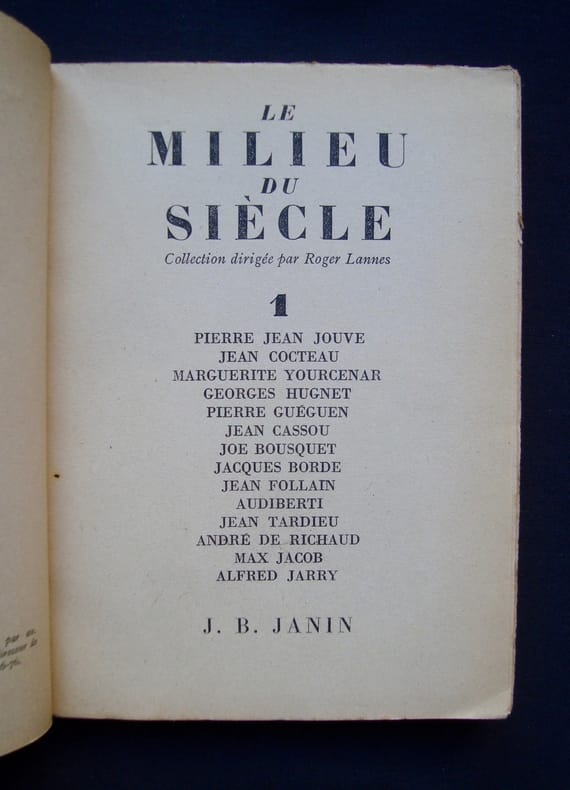 LE
MILIEU
DU
SIÈCLE
Collection dirigée par Roger Lannes
1
PIERRE JEAN JOUVE
JEAN COCTEAU
MARGUERITE YOURCENAR
GEORGES HUGNET
PIERRE GUÉGUEN
JEAN CASSOU
JOE BOUSQUET
JACQUES BORDE
JEAN FOLLAIN
AUDIBERTI
JEAN TARDIEU
ANDRÉ DE RICHAUD
MAX JACOB
ALFRED JARRY
J. B. JANIN